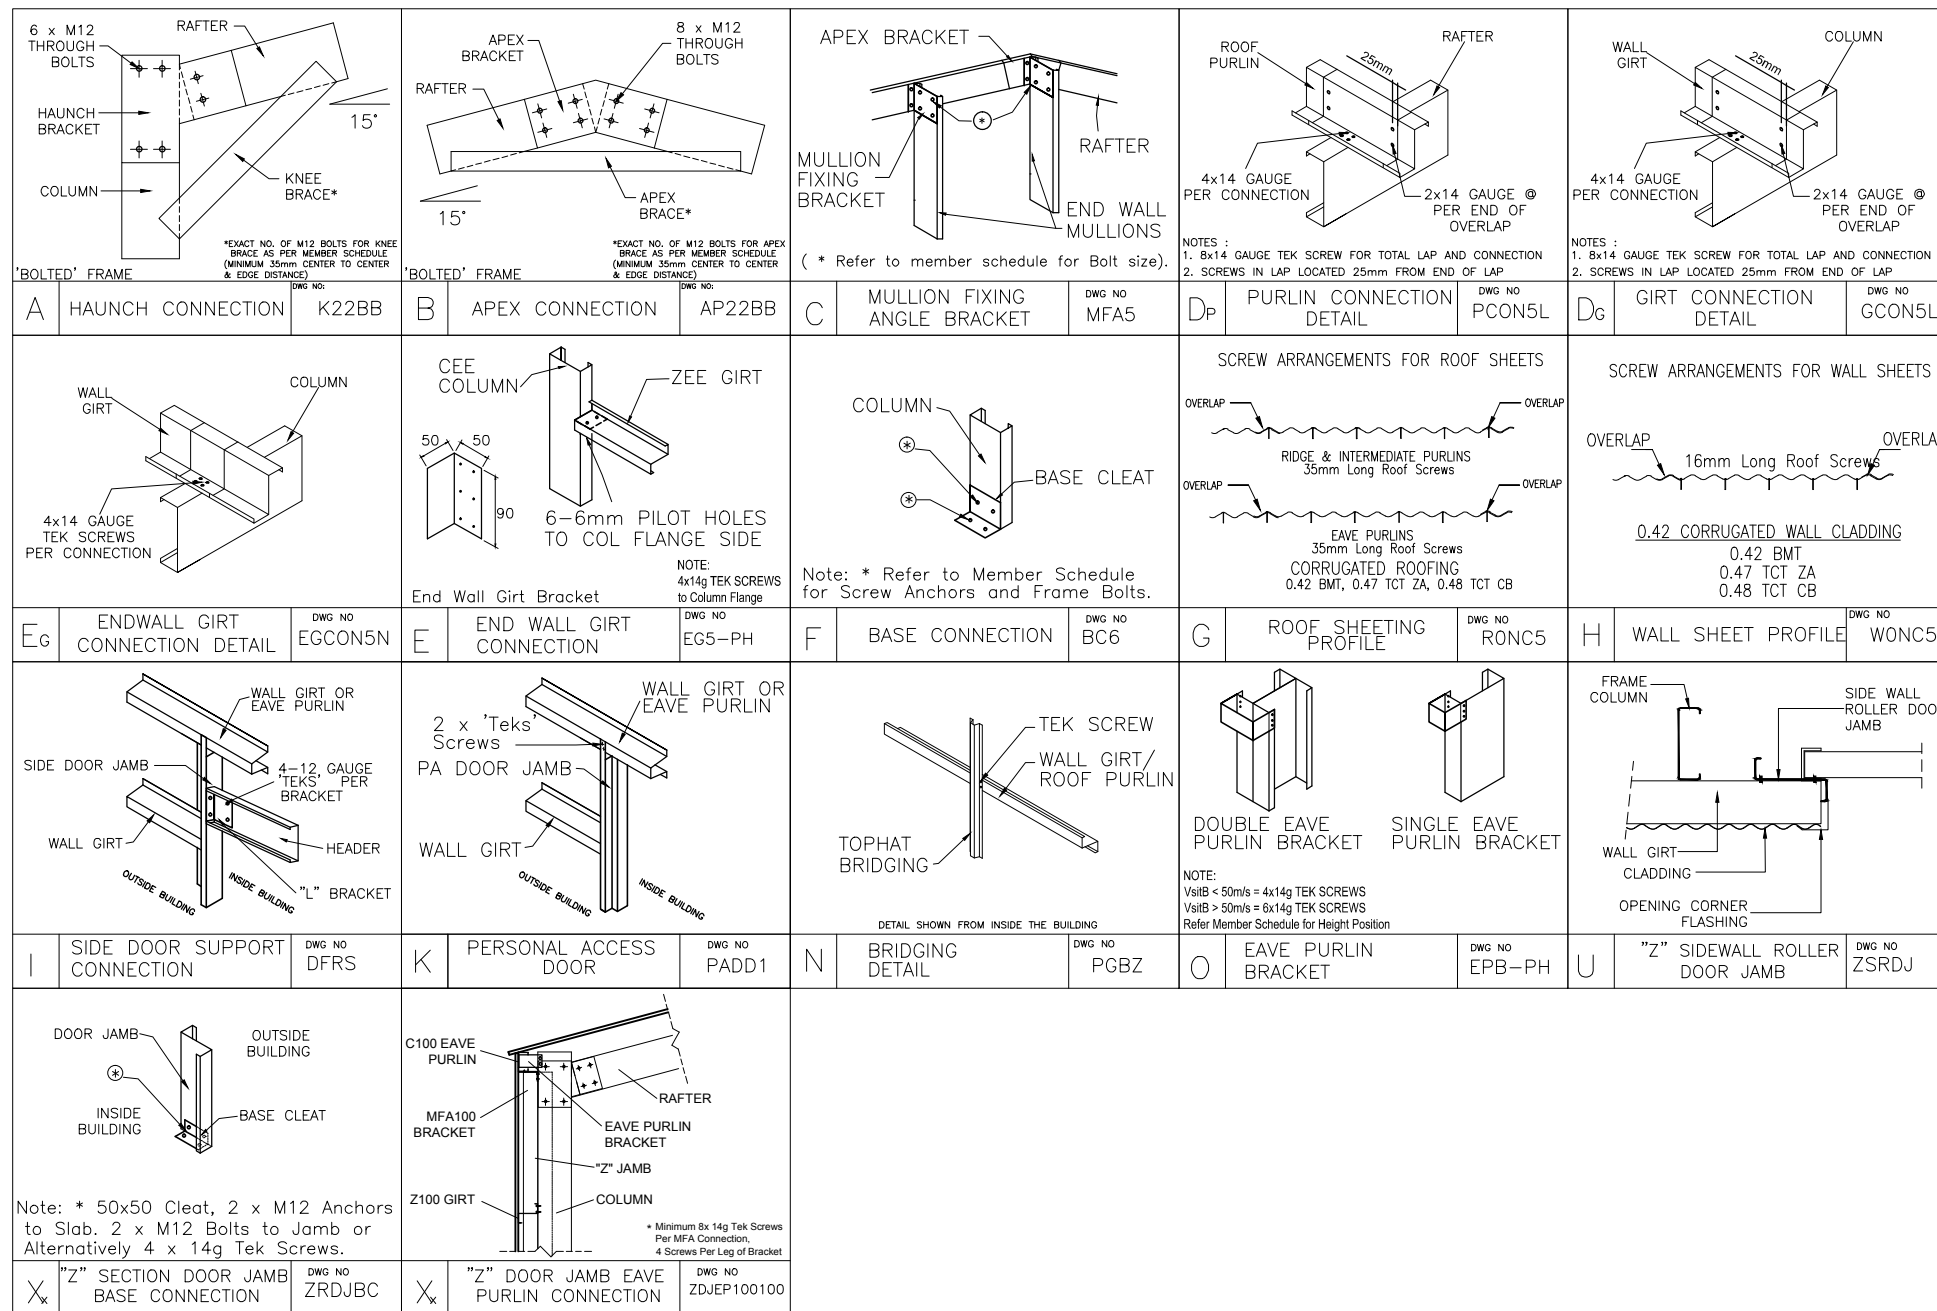 6 x M12
THROUGH
BOLTS
RAFTER
HAUNCH
BRACKET
15°
COLUMN
KNEE
BRACE*
*EXACT NO. OF M12 BOLTS FOR KNEE
BRACE AS PER MEMBER SCHEDULE
(MINIMUM 35mm CENTER TO CENTER
& EDGE DISTANCE)
'BOLTED' FRAME
A
HAUNCH CONNECTION
DWG NO:
K22BB
APEX
BRACKET
8 x M12
THROUGH
BOLTS
RAFTER
15°
APEX
BRACE*
*EXACT NO. OF M12 BOLTS FOR APEX
BRACE AS PER MEMBER SCHEDULE
(MINIMUM 35mm CENTER TO CENTER
& EDGE DISTANCE)
'BOLTED' FRAME
B
APEX CONNECTION
DWG NO:
AP22BB
APEX BRACKET
*
RAFTER
MULLION
FIXING
BRACKET
END WALL
MULLIONS
( * Refer to member schedule for Bolt size).
C
MULLION FIXING
ANGLE BRACKET
DWG NO
MFA5
ROOF
PURLIN
25mm
RAFTER
4x14 GAUGE
PER CONNECTION
2x14 GAUGE @
PER END OF
OVERLAP
NOTES :
1. 8x14 GAUGE TEK SCREW FOR TOTAL LAP AND CONNECTION
2. SCREWS IN LAP LOCATED 25mm FROM END OF LAP
DP
PURLIN CONNECTION
DETAIL
DWG NO
PCON5L
WALL
GIRT
25mm
COLUMN
4x14 GAUGE
PER CONNECTION
2x14 GAUGE @
PER END OF
OVERLAP
NOTES :
1. 8x14 GAUGE TEK SCREW FOR TOTAL LAP AND CONNECTION
2. SCREWS IN LAP LOCATED 25mm FROM END OF LAP
DG
GIRT CONNECTION
DETAIL
DWG NO
GCON5L
WALL
GIRT
COLUMN
4x14 GAUGE
TEK SCREWS
PER CONNECTION
EG
ENDWALL GIRT
CONNECTION DETAIL
DWG NO
EGCON5N
CEE
COLUMN
ZEE GIRT
50 50
90
6-6mm PILOT HOLES
TO COL FLANGE SIDE
NOTE:
4x14g TEK SCREWS
to Column Flange
End Wall Girt Bracket
E
END WALL GIRT
CONNECTION
DWG NO
EG5-PH
COLUMN
*
BASE CLEAT
*
Note: * Refer to Member Schedule
for Screw Anchors and Frame Bolts.
F
BASE CONNECTION
DWG NO
BC6
SCREW ARRANGEMENTS FOR ROOF SHEETS
OVERLAP OVERLAP
RIDGE & INTERMEDIATE PURLINS
35mm Long Roof Screws
OVERLAP OVERLAP
EAVE PURLINS
35mm Long Roof Screws
CORRUGATED ROOFING
0.42 BMT, 0.47 TCT ZA, 0.48 TCT CB
G
ROOF SHEETING
PROFILE
DWG NO
RONC5
SCREW ARRANGEMENTS FOR WALL SHEETS
OVERLAP OVERLA
16mm Long Roof Screws
0.42 CORRUGATED WALL CLADDING
0.42 BMT
0.47 TCT ZA
0.48 TCT CB
H
WALL SHEET PROFILE
DWG NO
WONC5
WALL GIRT OR
EAVE PURLIN
SIDE DOOR JAMB
4-12, GAUGE
'TEKS' PER
BRACKET
WALL GIRT
HEADER
"L" BRACKET
OUTSIDE BUILDING
INSIDE BUILDING
I
SIDE DOOR SUPPORT
CONNECTION
DWG NO
DFRS
WALL GIRT OR
EAVE PURLIN
2 x 'Teks'
Screws
PA DOOR JAMB
WALL GIRT
OUTSIDE BUILDING
INSIDE BUILDING
K
PERSONAL ACCESS
DOOR
DWG NO
PADD1
TEK SCREW
WALL GIRT/
ROOF PURLIN
TOPHAT
BRIDGING
DETAIL SHOWN FROM INSIDE THE BUILDING
N
BRIDGING
DETAIL
DWG NO
PGBZ
DOUBLE EAVE
PURLIN BRACKET
SINGLE EAVE
PURLIN BRACKET
NOTE:
VsitB < 50m/s = 4x14g TEK SCREWS
VsitB > 50m/s = 6x14g TEK SCREWS
Refer Member Schedule for Height Position
O
EAVE PURLIN
BRACKET
DWG NO
EPB-PH
FRAME
COLUMN
SIDE WALL
ROLLER DOO
JAMB
WALL GIRT
CLADDING
OPENING CORNER
FLASHING
U
"Z" SIDEWALL ROLLER
DOOR JAMB
DWG NO
ZSRDJ
DOOR JAMB
OUTSIDE
BUILDING
*
INSIDE
BUILDING
BASE CLEAT
Note: * 50x50 Cleat, 2 x M12 Anchors
to Slab. 2 x M12 Bolts to Jamb or
Alternatively 4 x 14g Tek Screws.
Xx
"Z" SECTION DOOR JAMB
BASE CONNECTION
DWG NO
ZRDJBC
C100 EAVE
PURLIN
RAFTER
MFA100
BRACKET
EAVE PURLIN
BRACKET
"Z" JAMB
Z100 GIRT
COLUMN
* Minimum 8x 14g Tek Screws
Per MFA Connection,
4 Screws Per Leg of Bracket
Xx
"Z" DOOR JAMB EAVE
PURLIN CONNECTION
DWG NO
ZDJEP100100